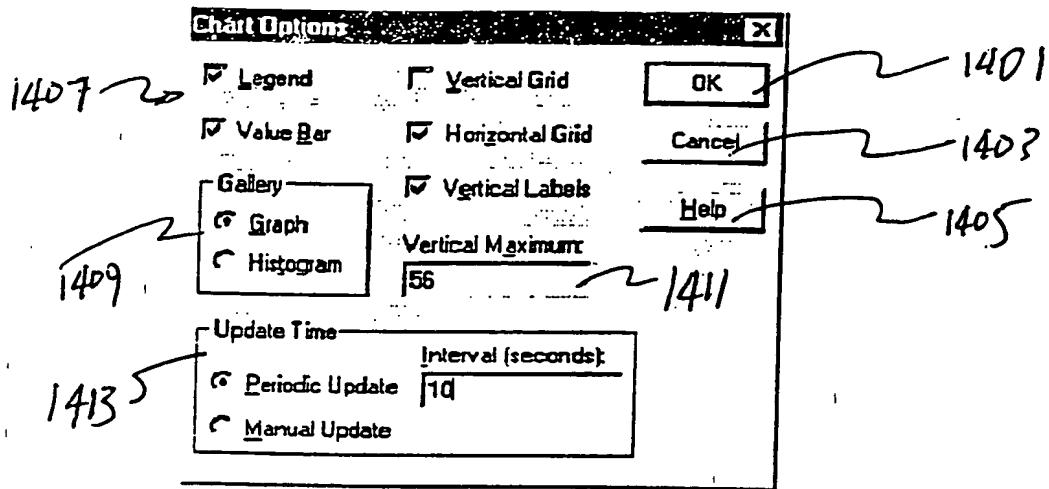 Chart Options
1407
Legend
Vertical Grid
OK
1401
Value Bar
Horizontal Grid
Cancel
1403
Gallery
Vertical Labels
Help
1405
Graph
Histogram
1409
Vertical Maximum:
56
1411
Update Time
Interval (seconds):
Periodic Update
10
Manual Update
1413